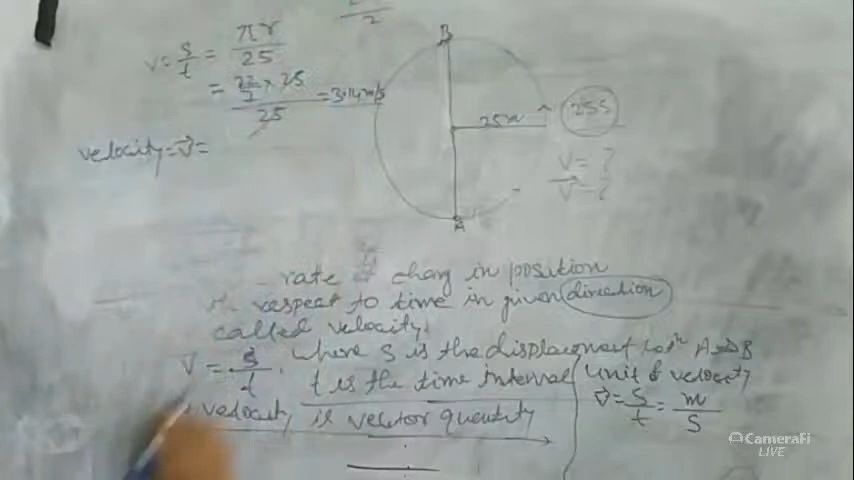 v = s/t = πr/25
= 22/7 × 25/25 = 3.14 m/s
velocity = v⃗ =
B
25m
A
25S
v = ?
v⃗ = ?
rate chang in position
respect to time in given direction
called velocity.
v⃗ = s/t , where s is the displacement A → B
t is the time interval
velocity is vector quantity
unit of velocity
v⃗ = s/t = m/s
CameraFi
LIVE